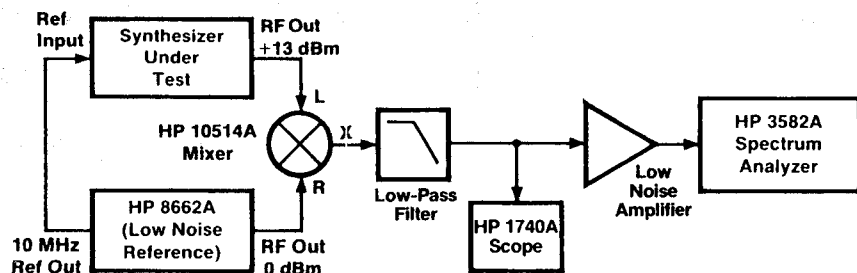 Ref
Input
Synthesizer
Under
Test
RF Out
+13 dBm
L
HP 10514A
Mixer
R
X
Low-Pass
Filter
HP 1740A
Scope
Low
Noise
Amplifier
HP 3582A
Spectrum
Analyzer
HP 8662A
(Low Noise
Reference)
10 MHz
Ref Out
RF Out
0 dBm